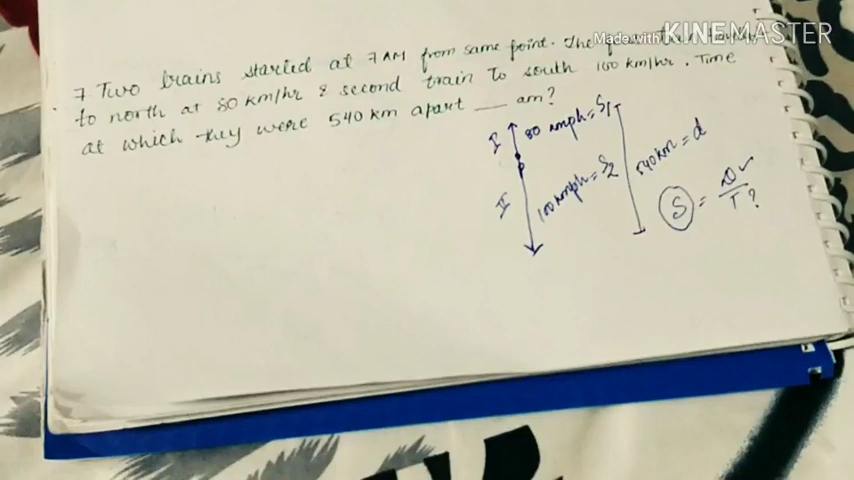 Made with KINEMASTER
7 Two trains started at 7 AM from same point. The
to north at 80 km/hr & second train to south 100 km/hr. Time
at which they were 540 km apart __ am?
I 80 kmph = S1
II 100 kmph = S2
540 km = d
S = D✓/T?